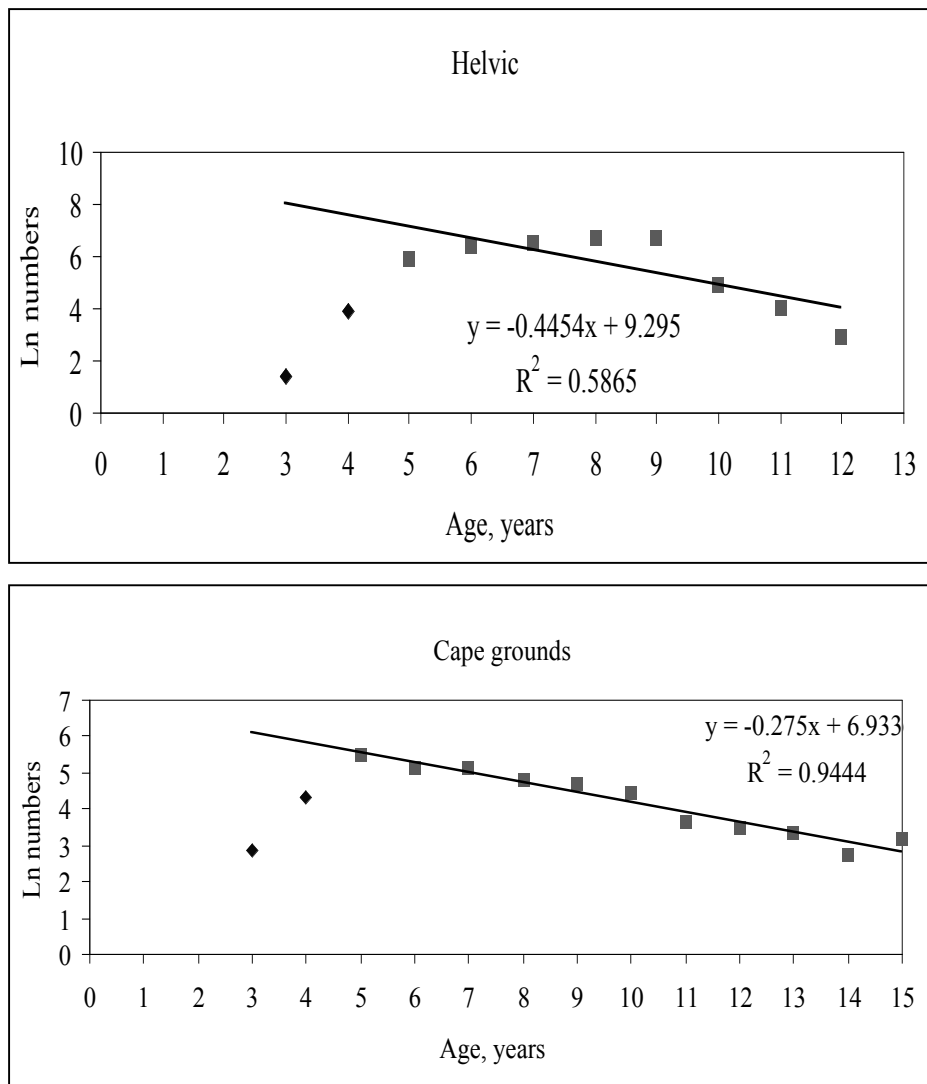 Helvic
10
8
6
4
2
0
Ln numbers
y = -0.4454x + 9.295
R² = 0.5865
0 1 2 3 4 5 6 7 8 9 10 11 12 13
Age, years
Cape grounds
7
6
5
4
3
2
1
0
Ln numbers
y = -0.275x + 6.933
R² = 0.9444
0 1 2 3 4 5 6 7 8 9 10 11 12 13 14 15
Age, years